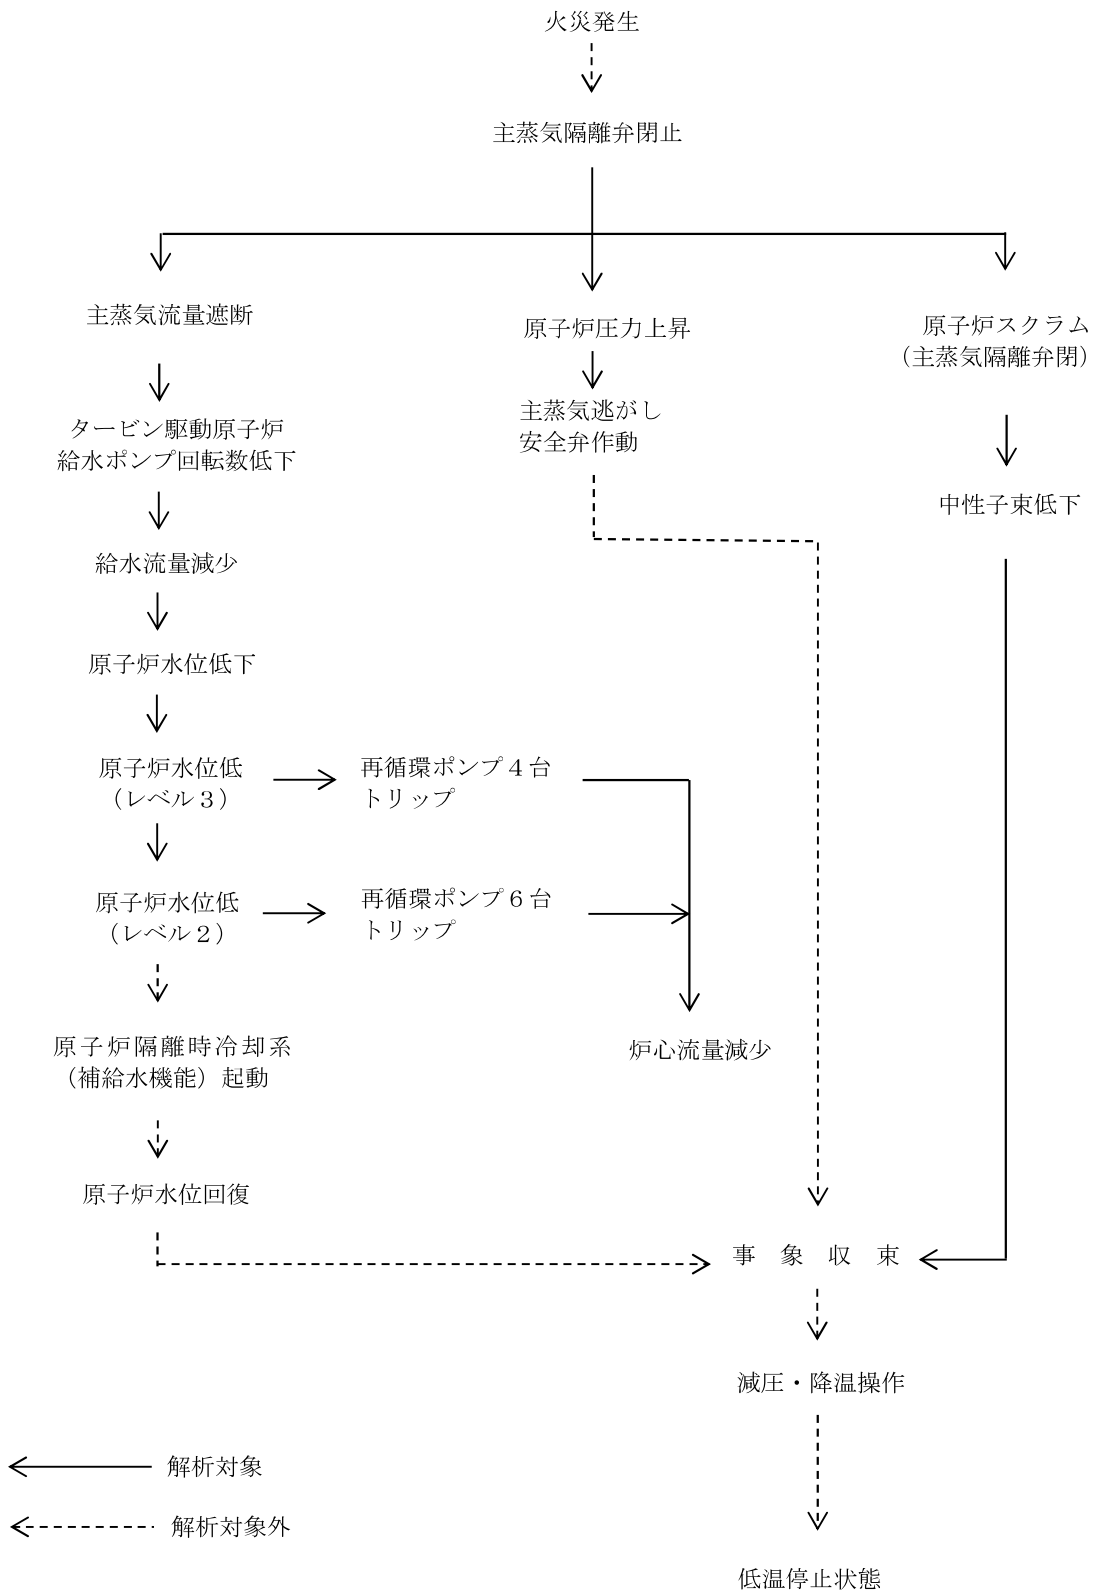 火災発生
主蒸気隔離弁閉止
主蒸気流量遮断
タービン駆動原子炉
給水ポンプ回転数低下
給水流量減少
原子炉水位低下
原子炉水位低
（レベル３）
再循環ポンプ４台
トリップ
原子炉水位低
（レベル２）
再循環ポンプ６台
トリップ
炉心流量減少
原子炉隔離時冷却系
（補給水機能）起動
原子炉水位回復
原子炉圧力上昇
主蒸気逃がし
安全弁作動
原子炉スクラム
（主蒸気隔離弁閉）
中性子束低下
事　象　収　束
減圧・降温操作
低温停止状態
解析対象
解析対象外